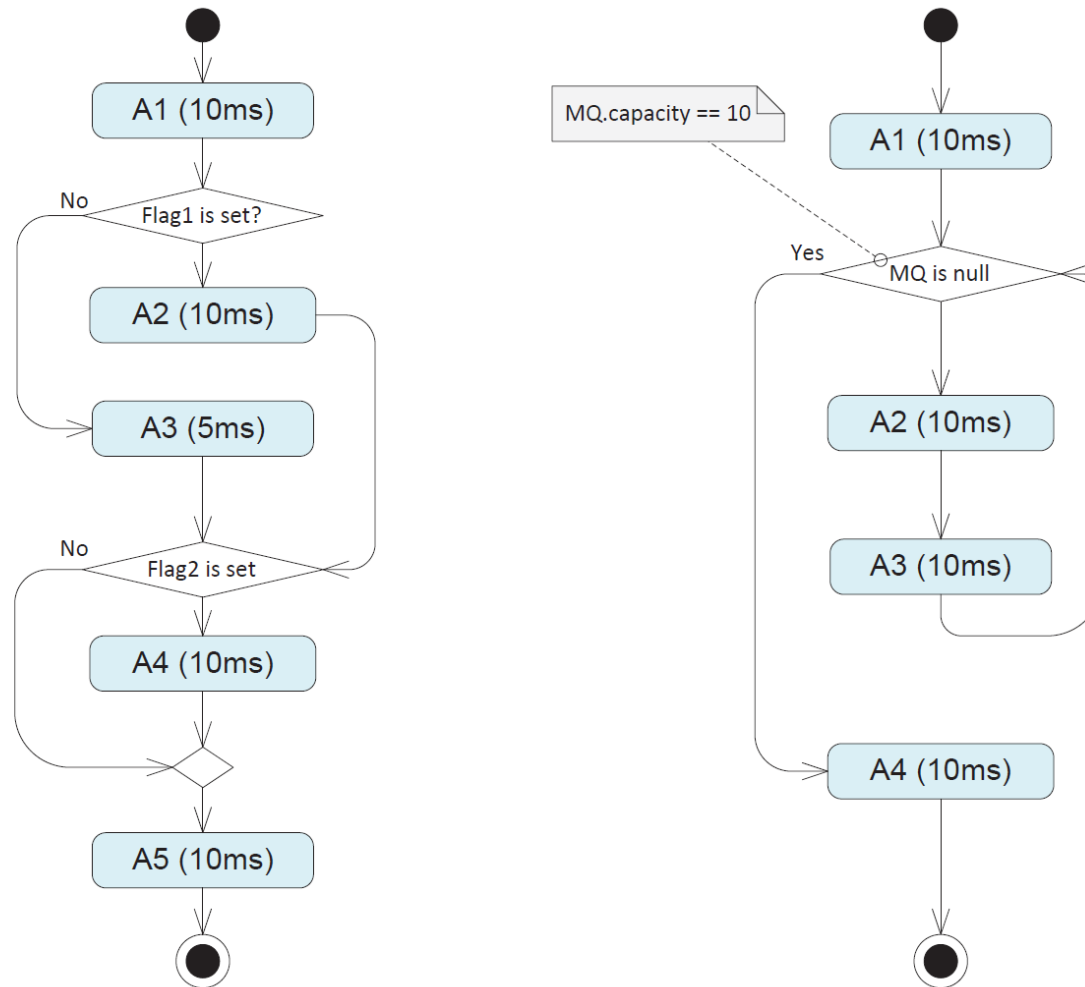 A1 (10ms)
No
Flag1 is set?
A2 (10ms)
A3 (5ms)
No
Flag2 is set
A4 (10ms)
A5 (10ms)
MQ.capacity == 10
A1 (10ms)
Yes
MQ is null
A2 (10ms)
A3 (10ms)
A4 (10ms)